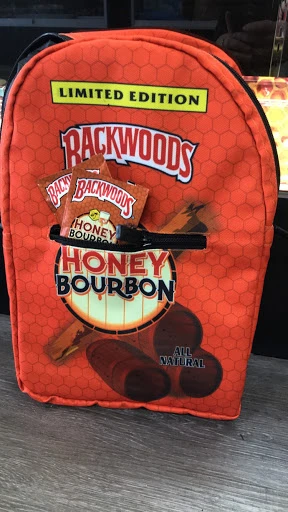 LIMITED EDITION
BACKWOODS
BACKWOODS
HONEY
BOURBON
HONEY
BOURBON
ALL
NATURAL